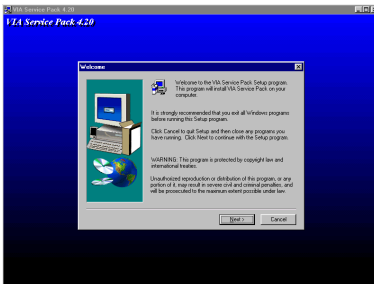 VIA Service Pack 4.20
VIA Service Pack 4.20
Welcome
Welcome to the VIA Service Pack Setup program.
This program will install VIA Service Pack on your
computer.
It is strongly recommended that you exit all Windows programs
before running this Setup program.
Click Cancel to quit Setup and then close any programs you
have running. Click Next to continue with the Setup program.
WARNING: This program is protected by copyright law and
international treaties.
Unauthorized reproduction or distribution of this program, or any
portion of it, may result in severe civil and criminal penalties, and
will be prosecuted to the maximum extent possible under law.
Next >
Cancel